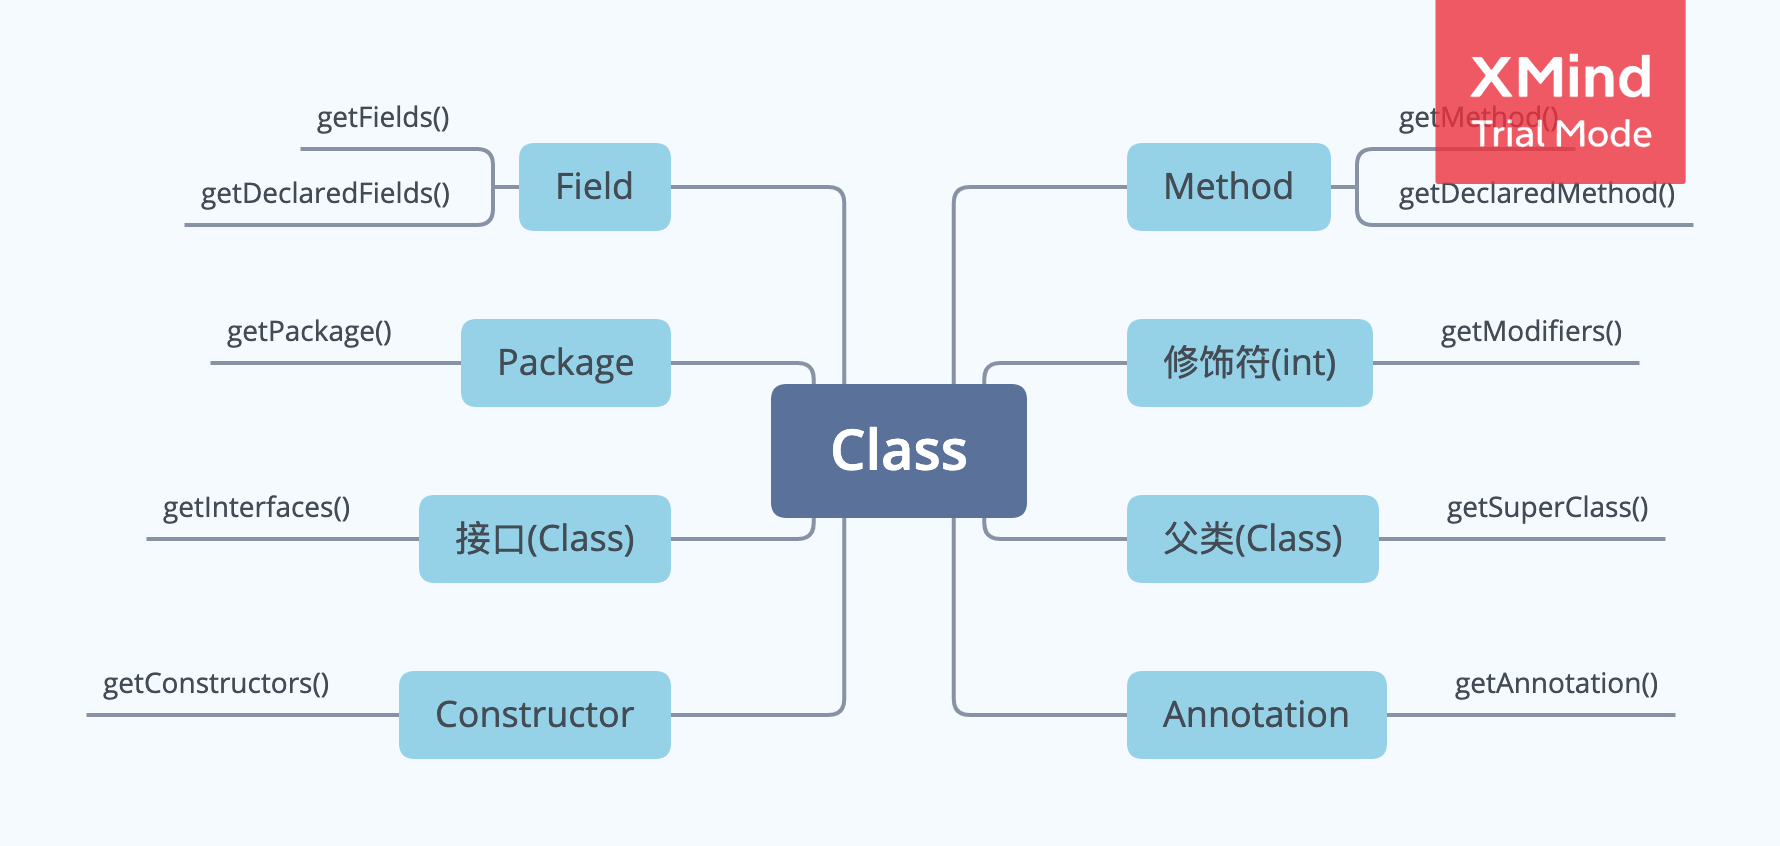 XMind
Trial Mode
getFields()
getDeclaredFields()
Field
getMethod()
getDeclaredMethod()
Method
getPackage()
Package
修饰符(int)
getModifiers()
Class
getInterfaces()
接口(Class)
父类(Class)
getSuperClass()
getConstructors()
Constructor
Annotation
getAnnotation()